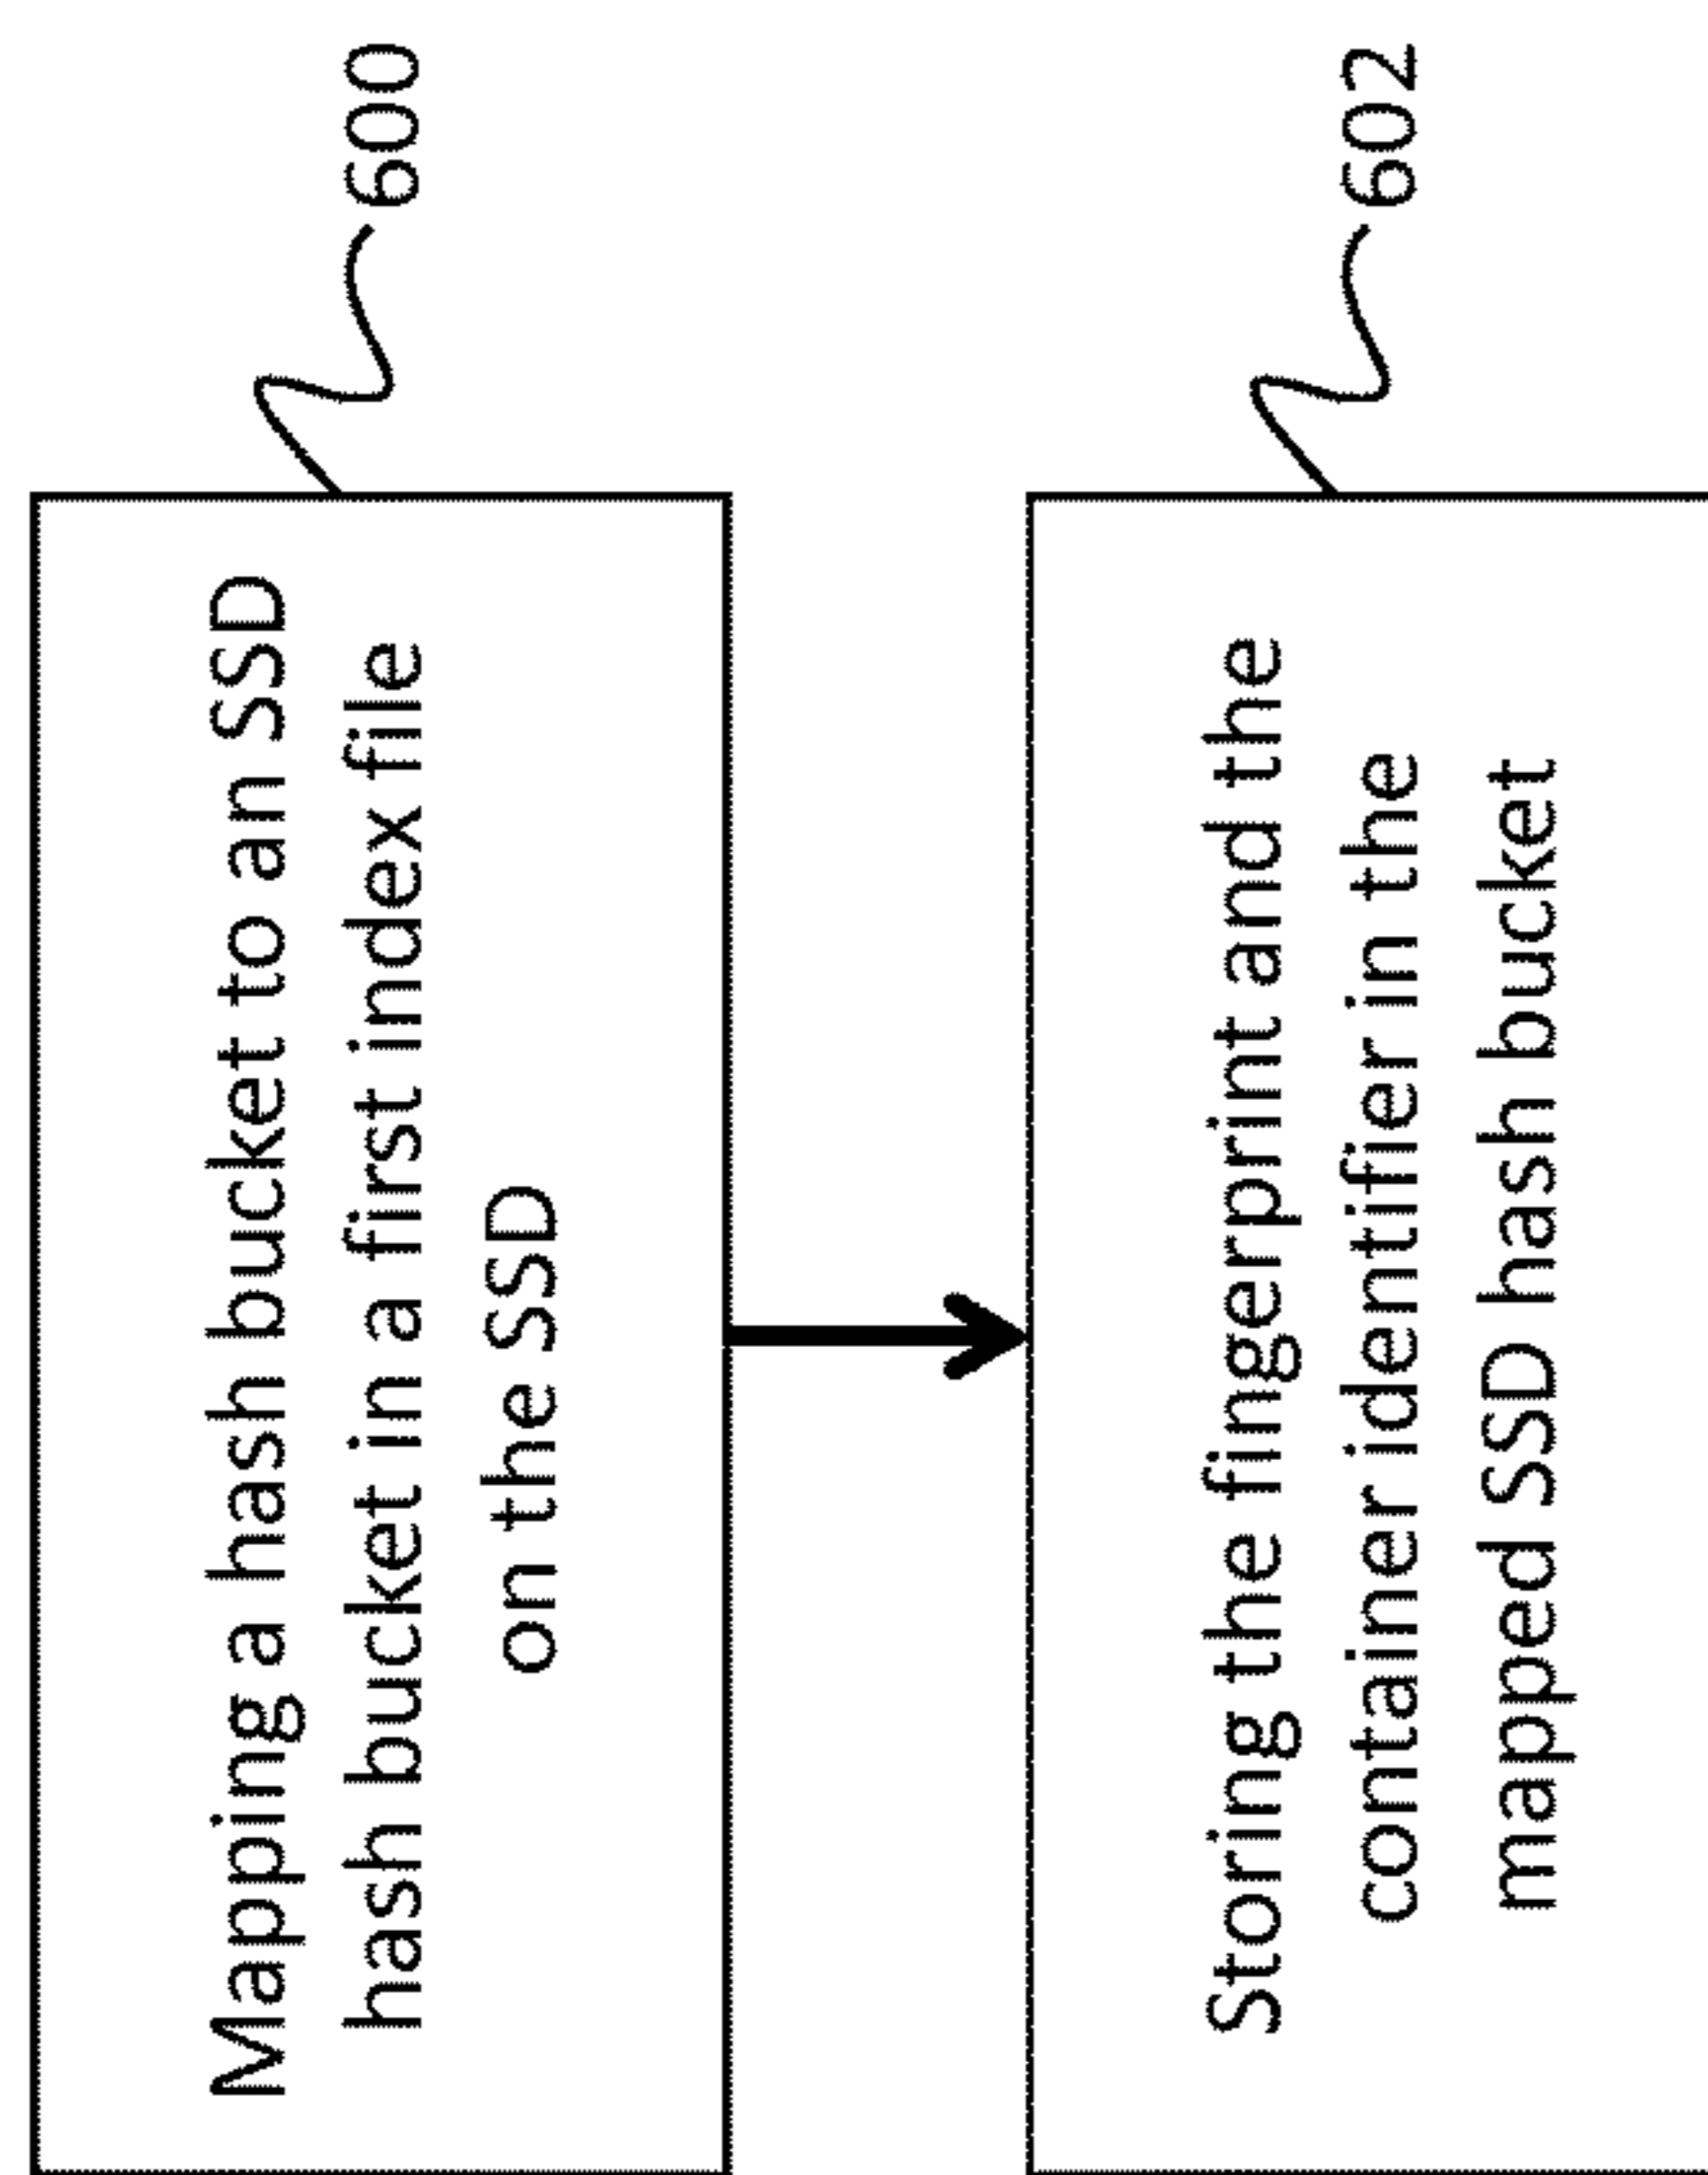 Mapping a hash bucket to an SSD
hash bucket in a first index file
on the SSD
600
Storing the fingerprint and the
container identifier in the
mapped SSD hash bucket
602